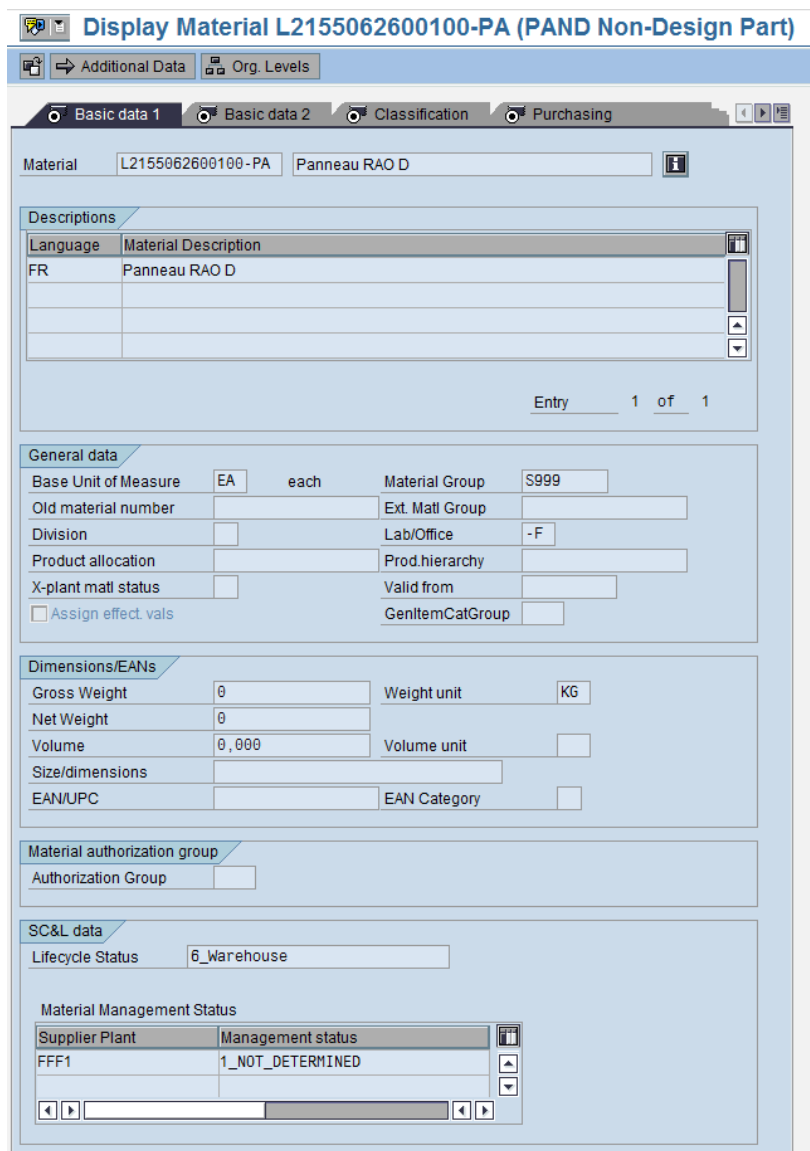 Display Material L2155062600100-PA (PAND Non-Design Part)
Additional Data Org. Levels
Basic data 1 Basic data 2 Classification Purchasing
Material L2155062600100-PA Panneau RAO D
Descriptions
Language Material Description
FR Panneau RAO D
Entry 1 of 1
General data
Base Unit of Measure EA each Material Group S999
Old material number Ext. Matl Group
Division Lab/Office -F
Product allocation Prod.hierarchy
X-plant matl status Valid from
Assign effect. vals GenItemCatGroup
Dimensions/EANs
Gross Weight 0 Weight unit KG
Net Weight 0
Volume 0,000 Volume unit
Size/dimensions
EAN/UPC EAN Category
Material authorization group
Authorization Group
SC&L data
Lifecycle Status 6_Warehouse
Material Management Status
Supplier Plant Management status
FFF1 1_NOT_DETERMINED